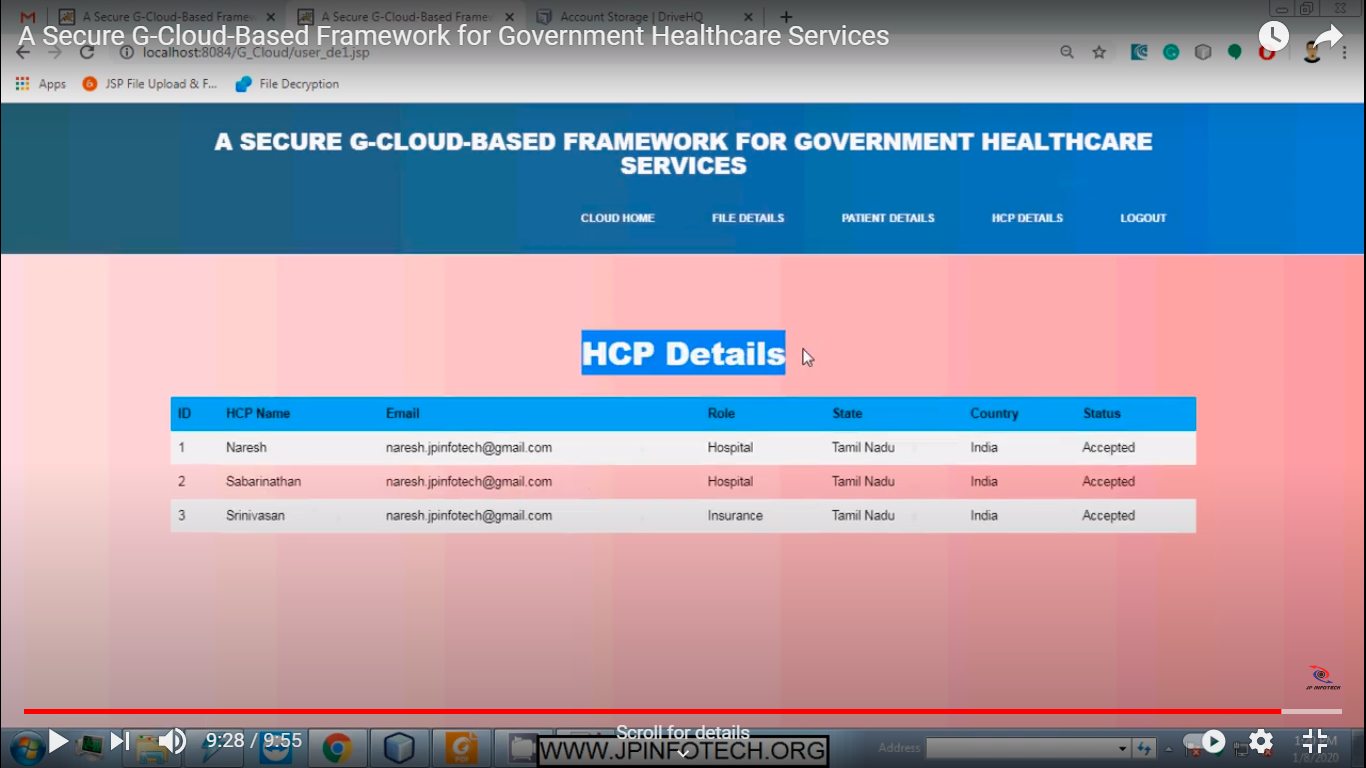 A Secure G-Cloud-Based Framew
A Secure G-Cloud-Based Frame
Account Storage | DriveHQ
A Secure G-Cloud-Based Framework for Government Healthcare Services
localhost:8084/G_Cloud/user_de1.jsp
Apps
JSP File Upload & F...
File Decryption
A SECURE G-CLOUD-BASED FRAMEWORK FOR GOVERNMENT HEALTHCARE
SERVICES
CLOUD HOME FILE DETAILS PATIENT DETAILS HCP DETAILS LOGOUT
HCP Details
ID HCP Name Email Role State Country Status
1 Naresh naresh.jpinfotech@gmail.com Hospital Tamil Nadu India Accepted
2 Sabarinathan naresh.jpinfotech@gmail.com Hospital Tamil Nadu India Accepted
3 Srinivasan naresh.jpinfotech@gmail.com Insurance Tamil Nadu India Accepted
JP INFOTECH
9:28 / 9:55
Scroll for details
WWW.JPINFOTECH.ORG
Address
1/8/2020